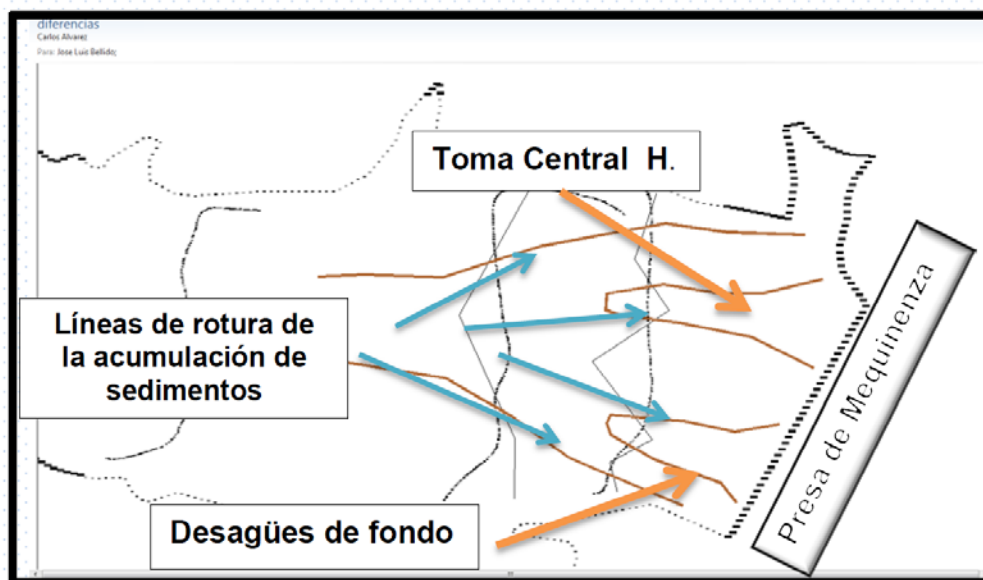 diferencias
Carlos Alvarez
Para: Jose Luis Bellido;
Toma Central H.
Líneas de rotura de
la acumulación de
sedimentos
Presa de Mequinenza
Desagües de fondo